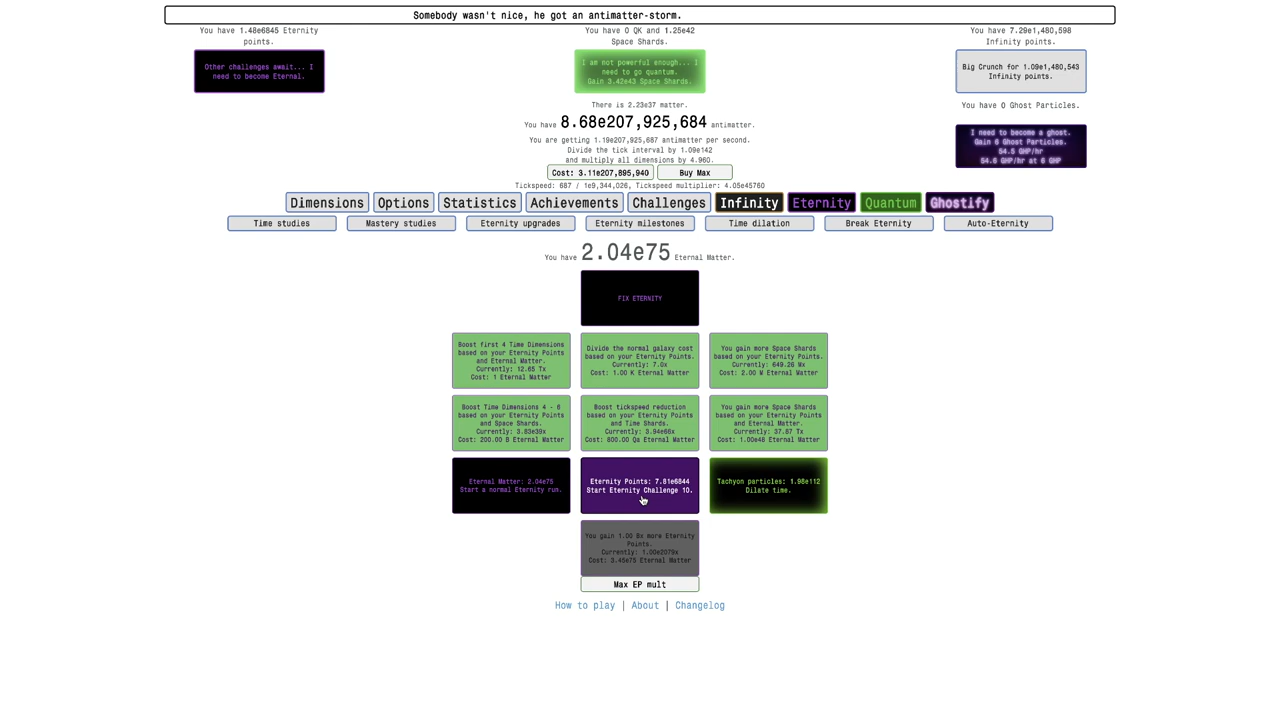 Somebody wasn't nice, he got an antimatter-storm.
You have 1.48e6845 Eternity
points.
Other challenges await... I
need to become Eternal.
You have 0 QK and 1.25e42
Space Shards.
I am not powerful enough... I
need to go quantum.
Gain 3.42e43 Space Shards.
You have 7.29e1,480,598
Infinity points.
Big Crunch for 1.09e1,480,543
Infinity points.
You have 0 Ghost Particles.
I need to become a ghost.
Gain 6 Ghost Particles.
54.5 GHP/hr
54.6 GHP/hr at 6 GHP
There is 2.23e37 matter.
You have 8.68e207,925,684 antimatter.
You are getting 1.19e207,925,687 antimatter per second.
Divide the tick interval by 1.09e142
and multiply all dimensions by 4.960.
Cost: 3.11e207,895,940
Buy Max
Tickspeed: 687 / 1e9,344,026, Tickspeed multiplier: 4.05e45760
Dimensions
Options
Statistics
Achievements
Challenges
Infinity
Eternity
Quantum
Ghostify
Time studies
Mastery studies
Eternity upgrades
Eternity milestones
Time dilation
Break Eternity
Auto-Eternity
You have 2.04e75 Eternal Matter.
FIX ETERNITY
Boost first 4 Time Dimensions
based on your Eternity Points
and Eternal Matter.
Currently: 12.65 Tx
Cost: 1 Eternal Matter
Divide the normal galaxy cost
based on your Eternity Points.
Currently: 7.0x
Cost: 1.00 K Eternal Matter
You gain more Space Shards
based on your Eternity Points.
Currently: 649.26 Mx
Cost: 2.00 M Eternal Matter
Boost Time Dimensions 4 - 6
based on your Eternity Points
and Space Shards.
Currently: 3.83e39x
Cost: 200.00 B Eternal Matter
Boost tickspeed reduction
based on your Eternity Points
and Time Shards.
Currently: 3.94e66x
Cost: 800.00 Qa Eternal Matter
You gain more Space Shards
based on your Eternity Points
and Eternal Matter.
Currently: 37.87 Tx
Cost: 1.00e46 Eternal Matter
Eternal Matter: 2.04e75
Start a normal Eternity run.
Eternity Points: 7.81e6844
Start Eternity Challenge 10.
Tachyon particles: 1.98e112
Dilate time.
You gain 1.00 Bx more Eternity
Points.
Currently: 1.00e2079x
Cost: 3.45e75 Eternal Matter
Max EP mult
How to play | About | Changelog